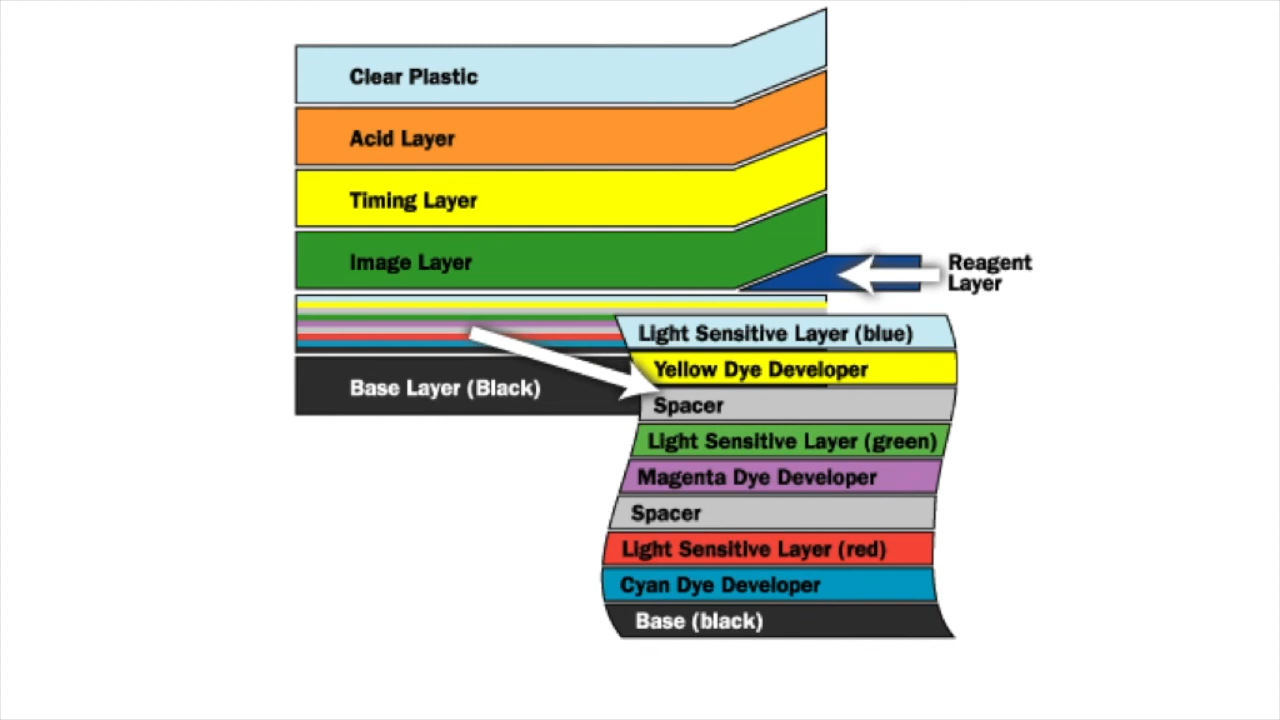 Clear Plastic
Acid Layer
Timing Layer
Image Layer
Reagent
Layer
Base Layer (Black)
Light Sensitive Layer (blue)
Yellow Dye Developer
Spacer
Light Sensitive Layer (green)
Magenta Dye Developer
Spacer
Light Sensitive Layer (red)
Cyan Dye Developer
Base (black)